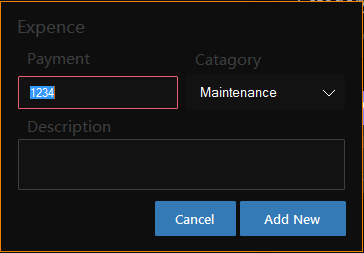 Expence
Payment Catagory
1234 Maintenance
Description
Cancel Add New